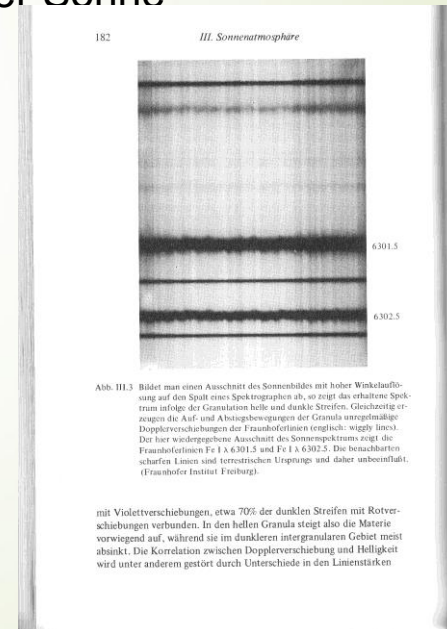 der Sonne
182
III. Sonnenatmosphäre
6301.5
6302.5
Abb. III.3 Bildet man einen Ausschnitt des Sonnenbildes mit hoher Winkelauflö-
sung auf den Spalt eines Spektrographen ab, so zeigt das erhaltene Spek-
trum infolge der Granulation helle und dunkle Streifen. Gleichzeitig er-
zeugen die Auf- und Abstiegsbewegungen der Granula unregelmäßige
Dopplerverschiebungen der Fraunhoferlinien (englisch: wiggly lines).
Der hier wiedergegebene Ausschnitt des Sonnenspektrums zeigt die
Fraunhoferlinien Fe I λ 6301.5 und Fe I λ 6302.5. Die benachbarten
scharfen Linien sind terrestrischen Ursprungs und daher unbeeinflußt.
(Fraunhofer Institut Freiburg).
mit Violettverschiebungen, etwa 70% der dunklen Streifen mit Rotver-
schiebungen verbunden. In den hellen Granula steigt also die Materie
vorwiegend auf, während sie im dunkleren intergranularen Gebiet meist
absinkt. Die Korrelation zwischen Dopplerverschiebung und Helligkeit
wird unter anderem gestört durch Unterschiede in den Linienstärken